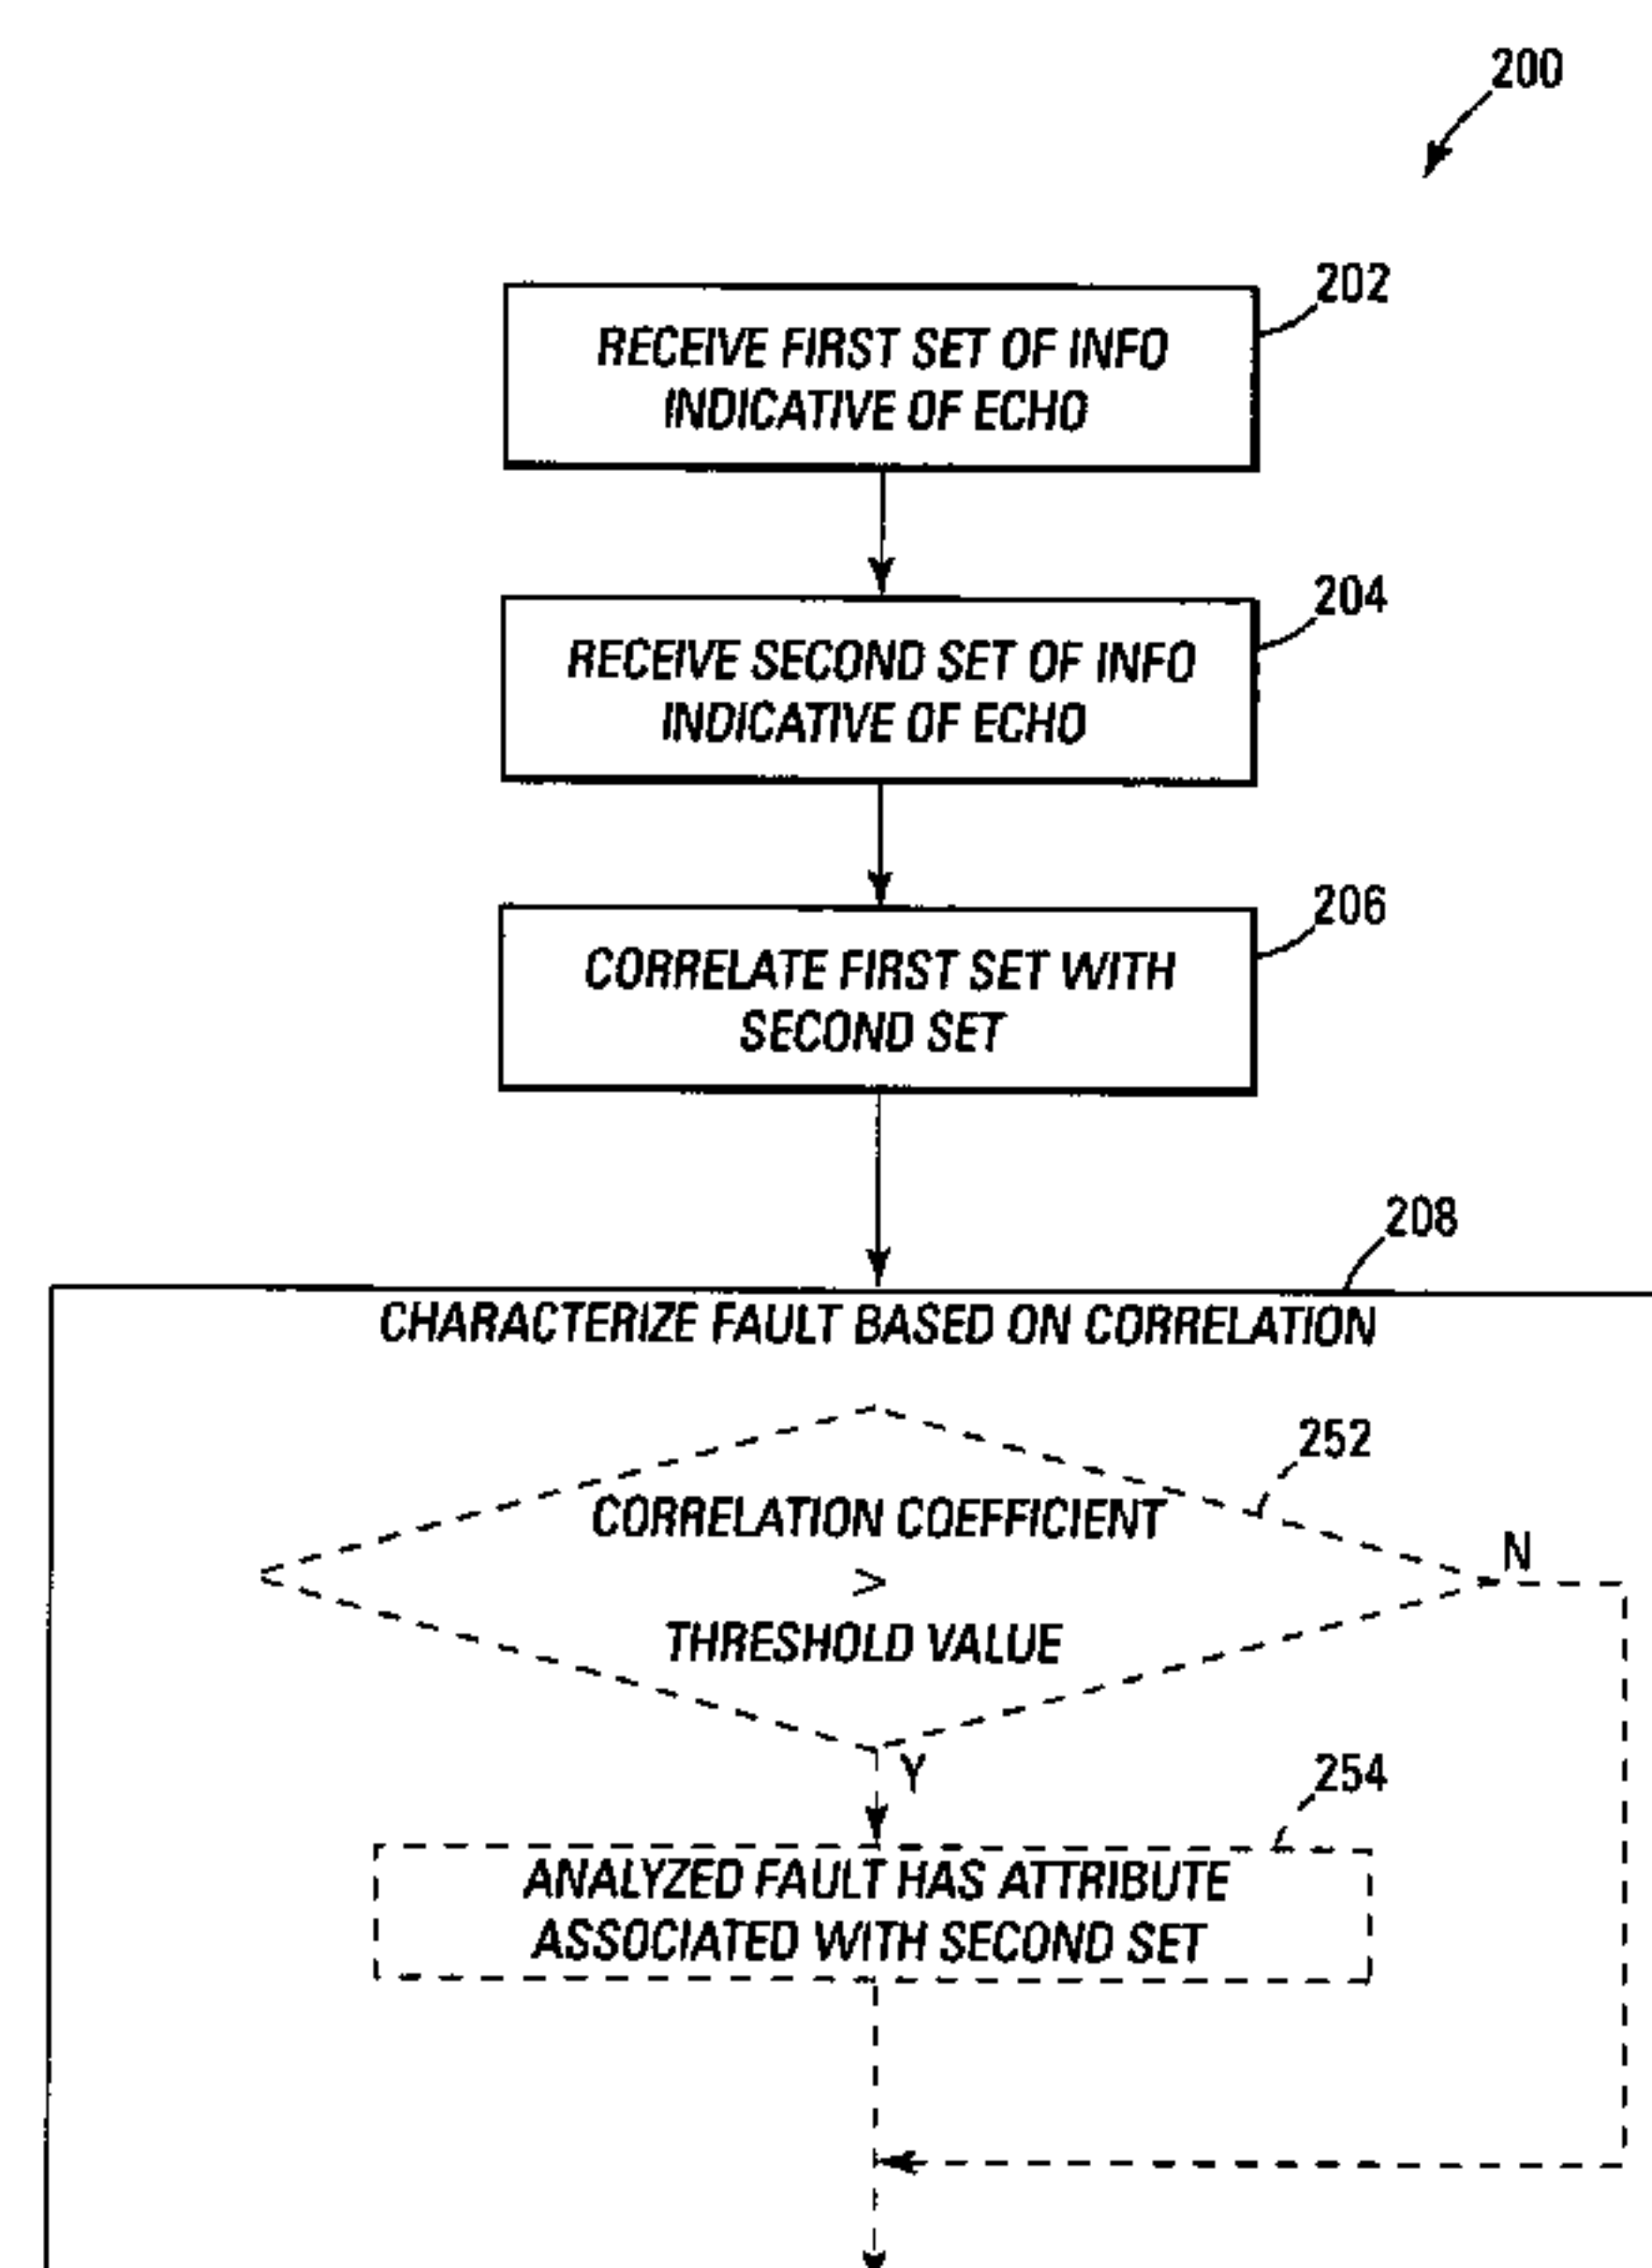 200
202
RECEIVE FIRST SET OF INFO
INDICATIVE OF ECHO
204
RECEIVE SECOND SET OF INFO
INDICATIVE OF ECHO
206
CORRELATE FIRST SET WITH
SECOND SET
208
CHARACTERIZE FAULT BASED ON CORRELATION
252
CORRELATION COEFFICIENT
>
THRESHOLD VALUE
N
Y
254
ANALYZED FAULT HAS ATTRIBUTE
ASSOCIATED WITH SECOND SET